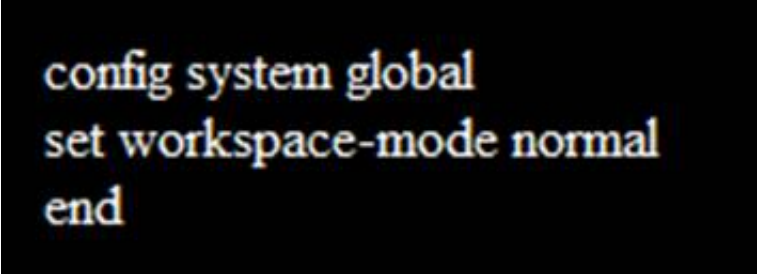 config system global
set workspace-mode normal
end